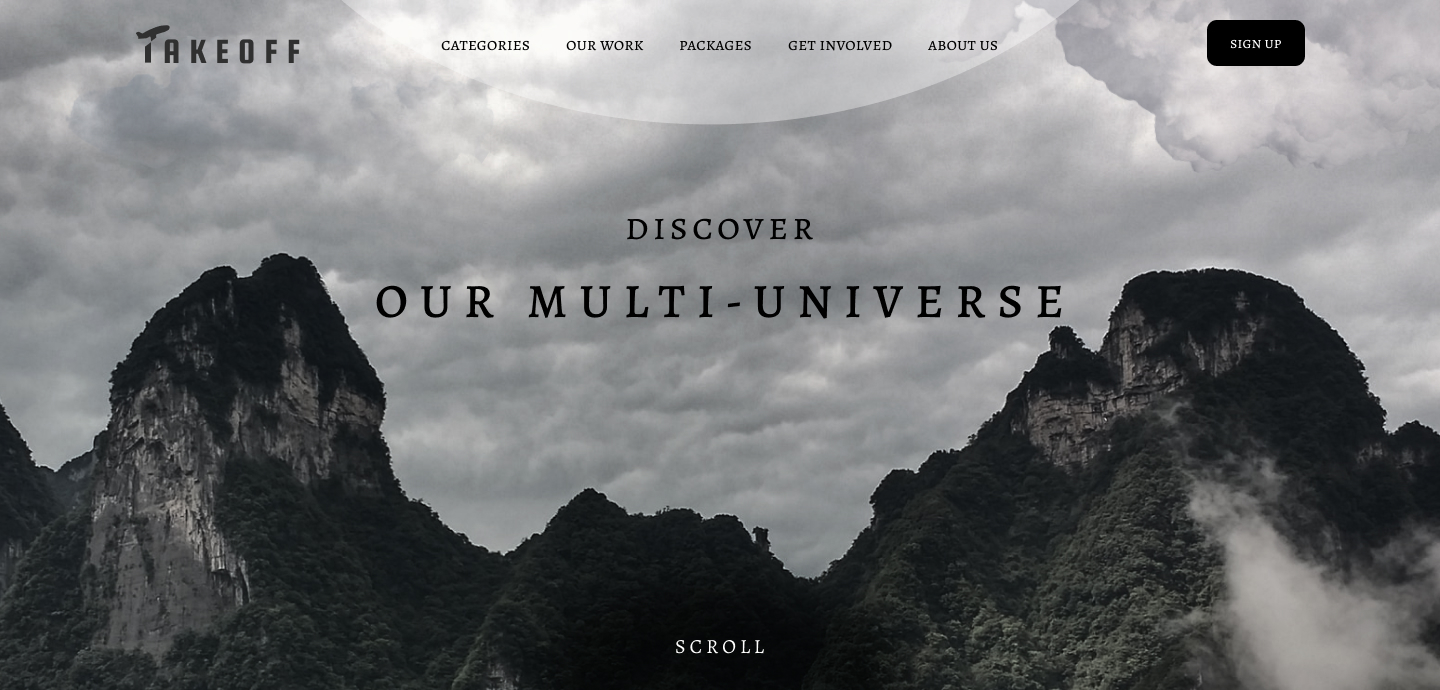 TAKEOFF
CATEGORIES
OUR WORK
PACKAGES
GET INVOLVED
ABOUT US
SIGN UP
DISCOVER
OUR MULTI-UNIVERSE
SCROLL